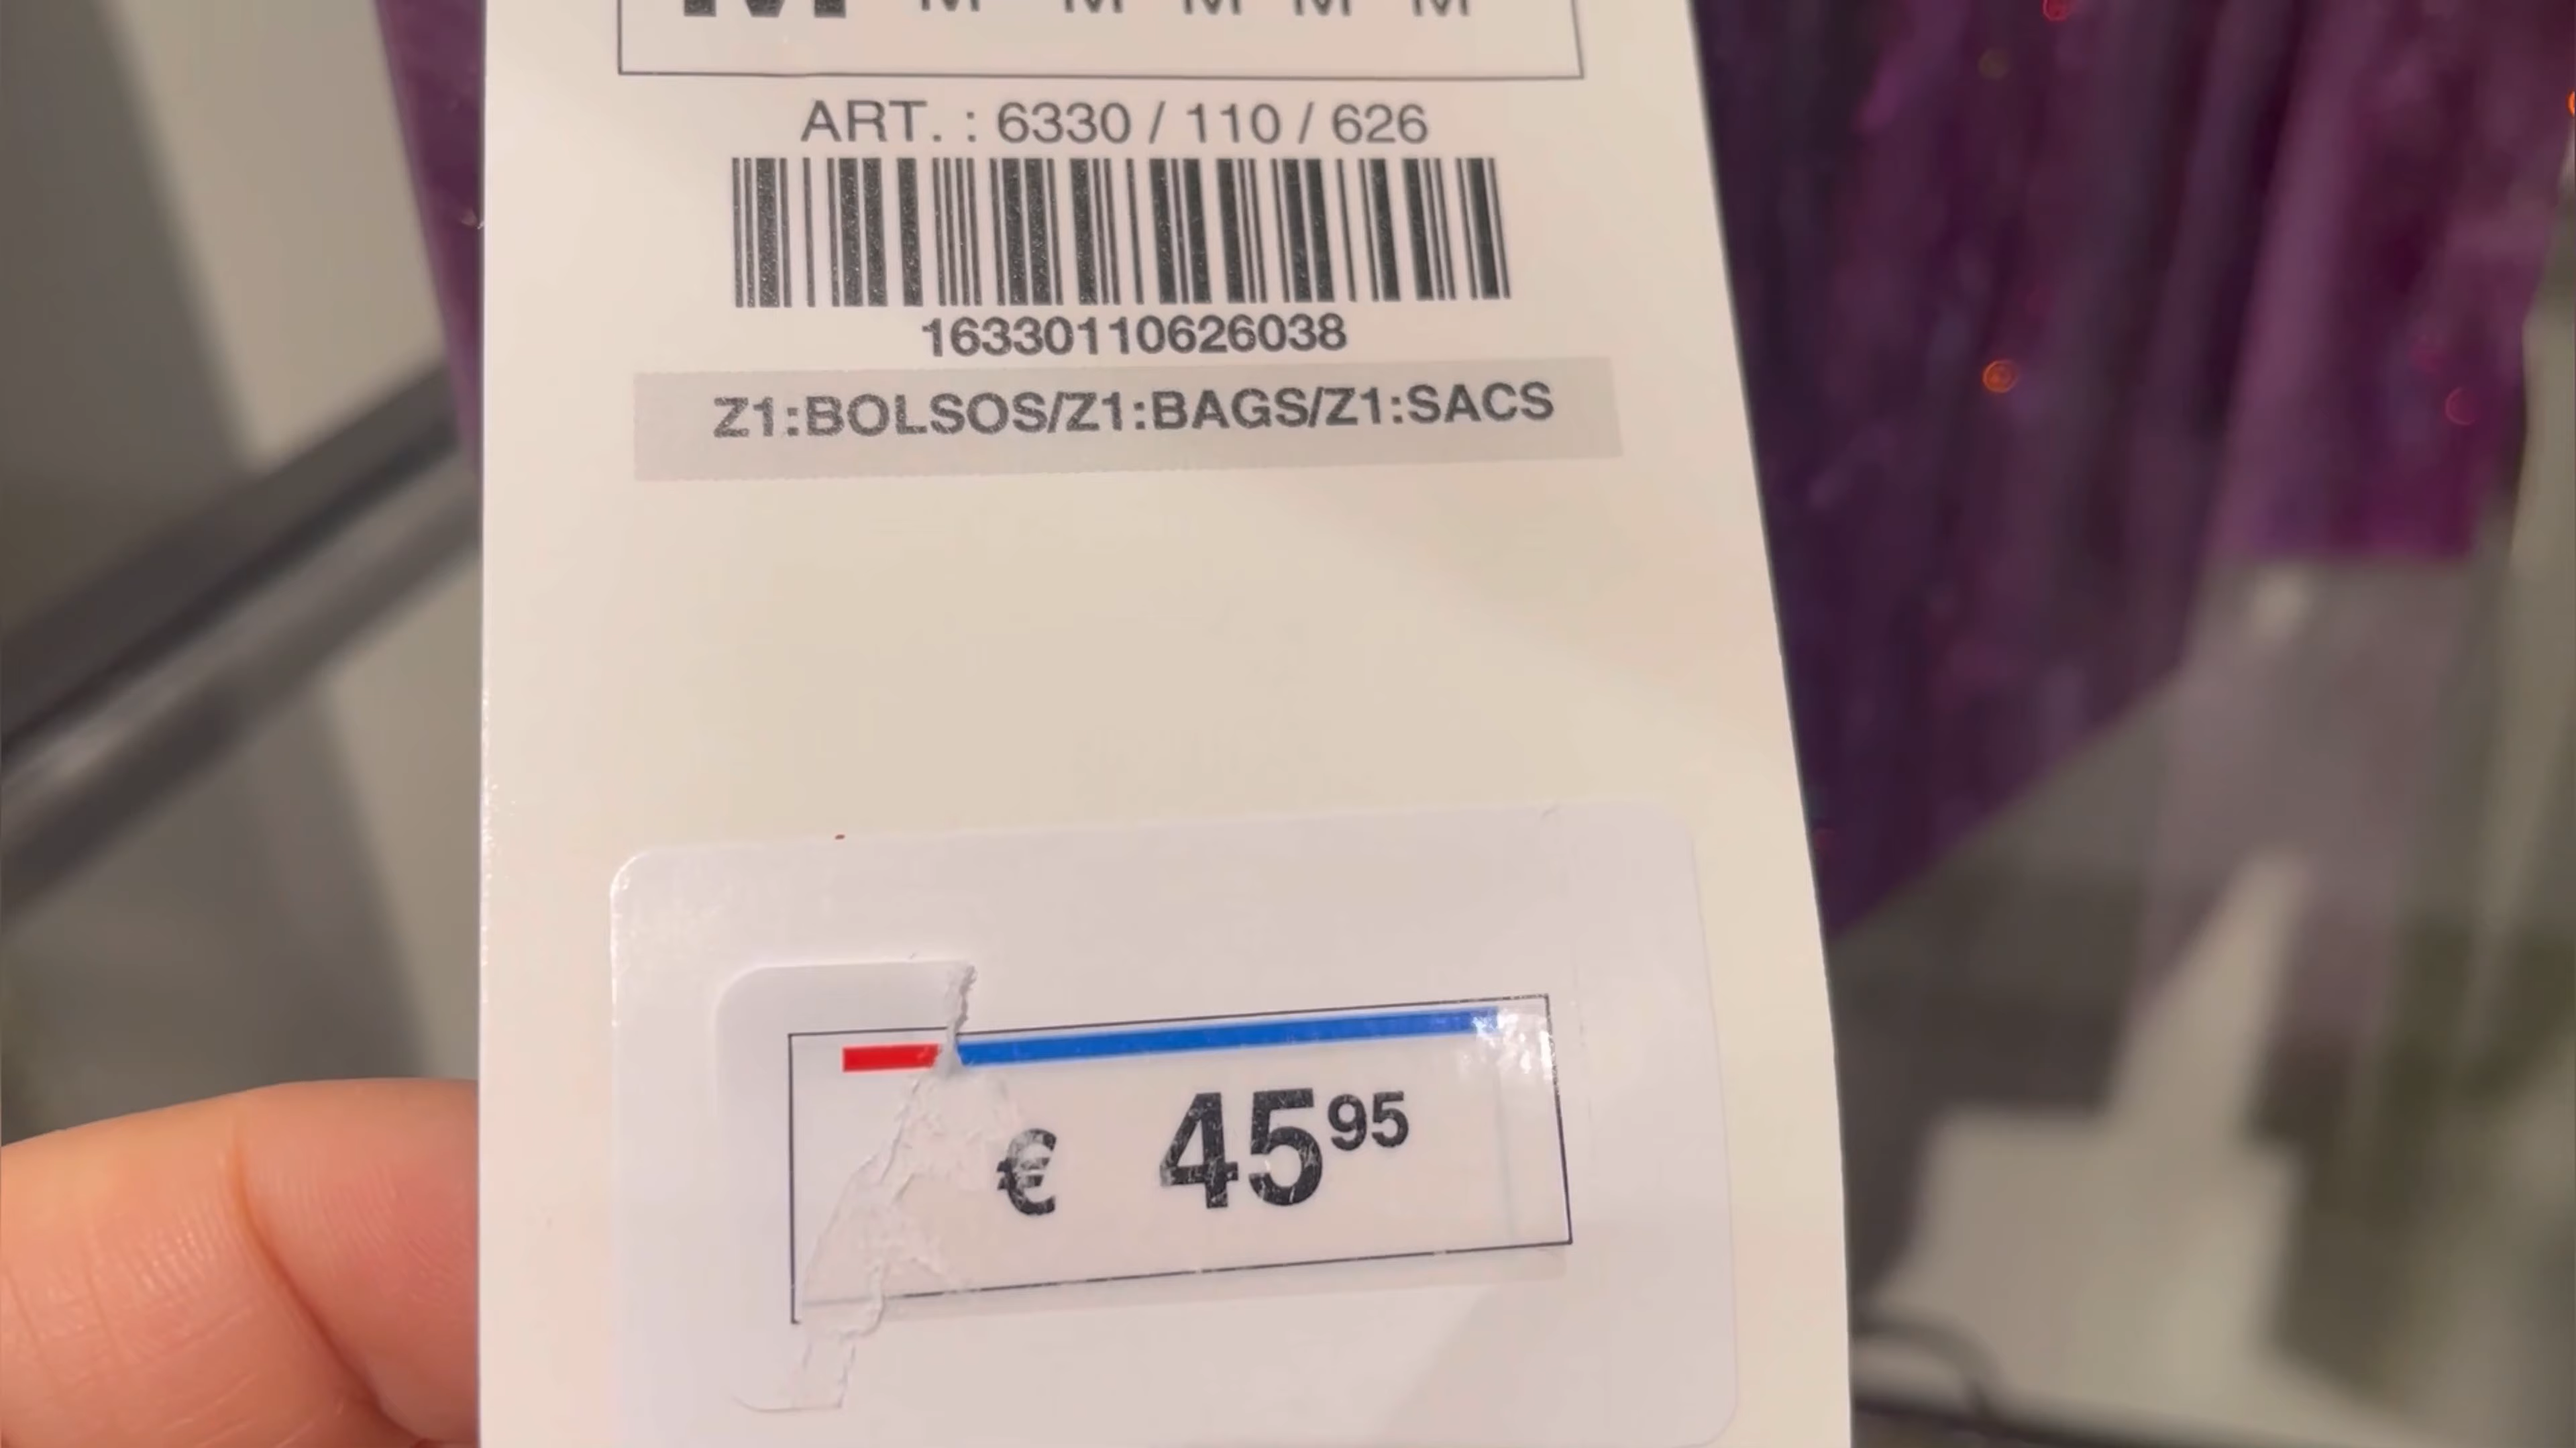 M M M M M M
ART. : 6330 / 110 / 626
16330110626038
Z1:BOLSOS/Z1:BAGS/Z1:SACS
€ 45 95